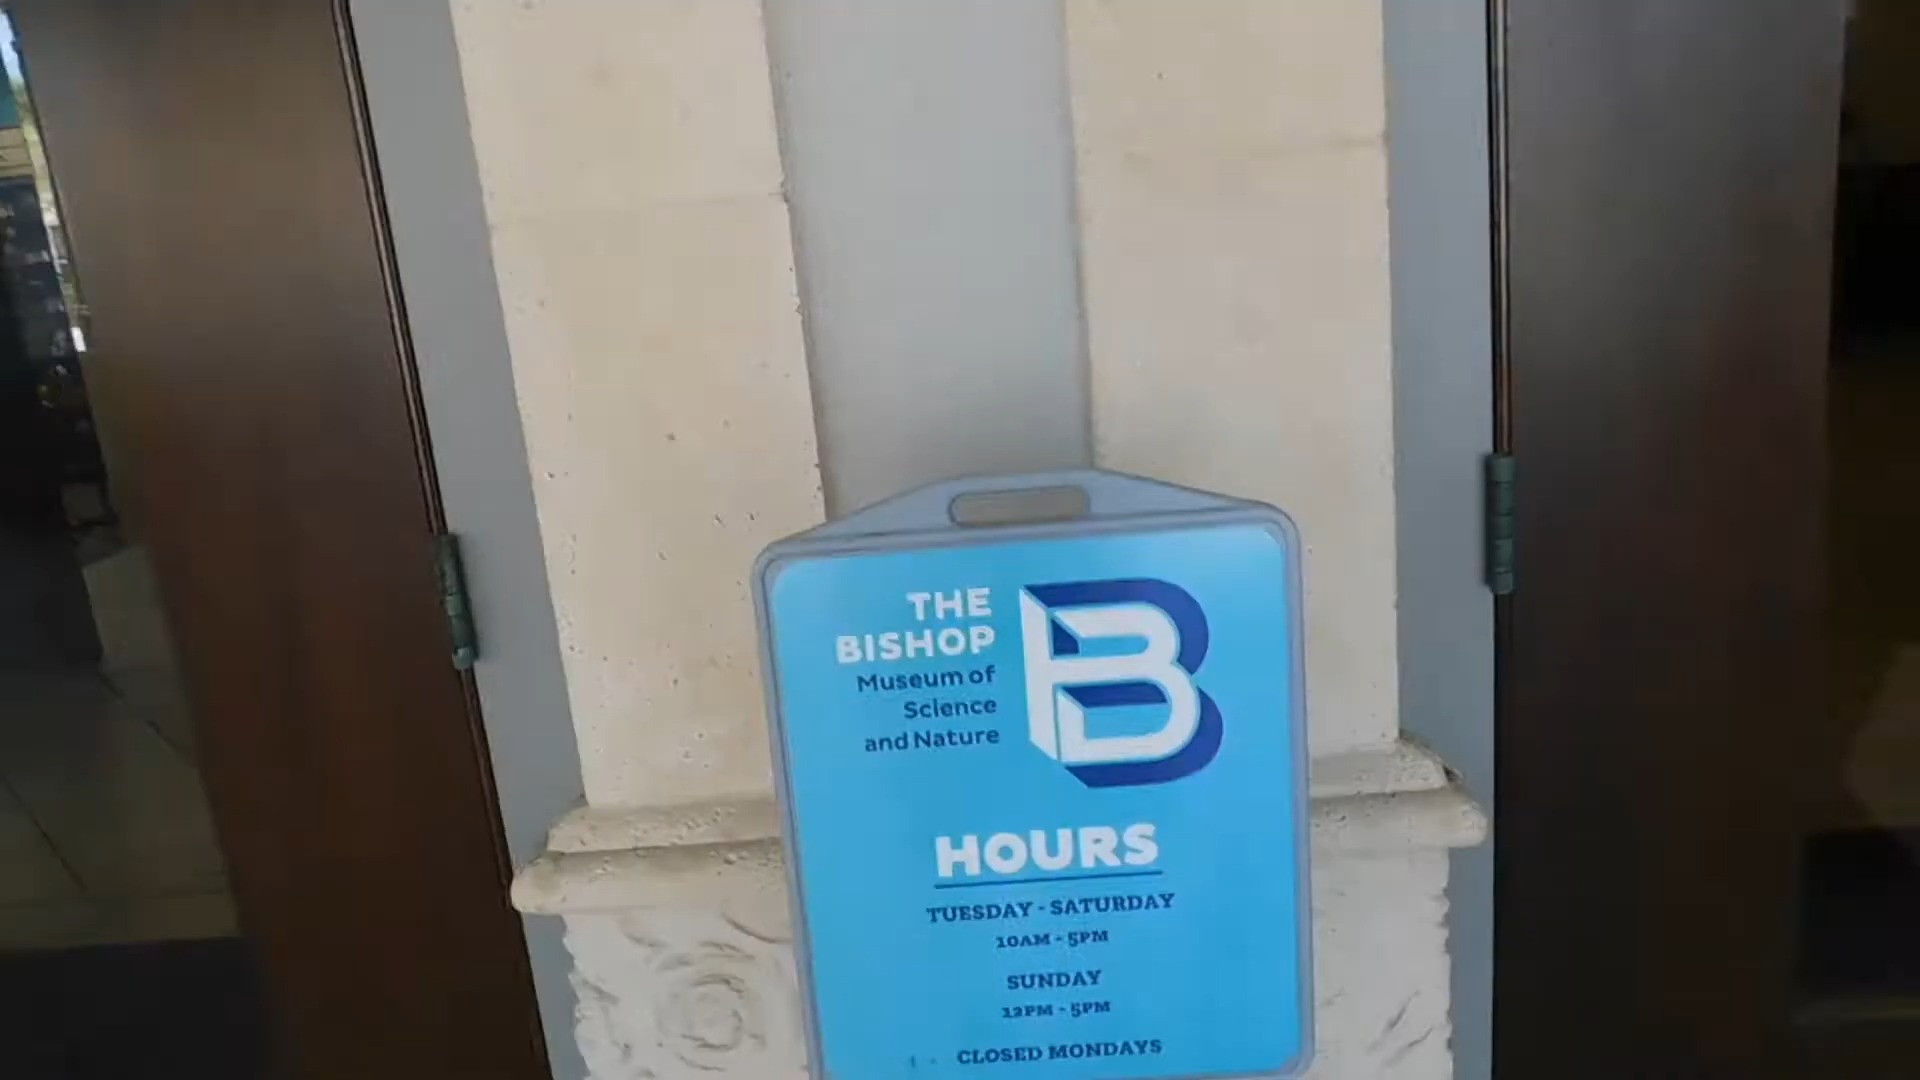 THE
BISHOP
Museum of
Science
and Nature
B
HOURS
TUESDAY - SATURDAY
10AM - 5PM
SUNDAY
12PM - 5PM
CLOSED MONDAYS